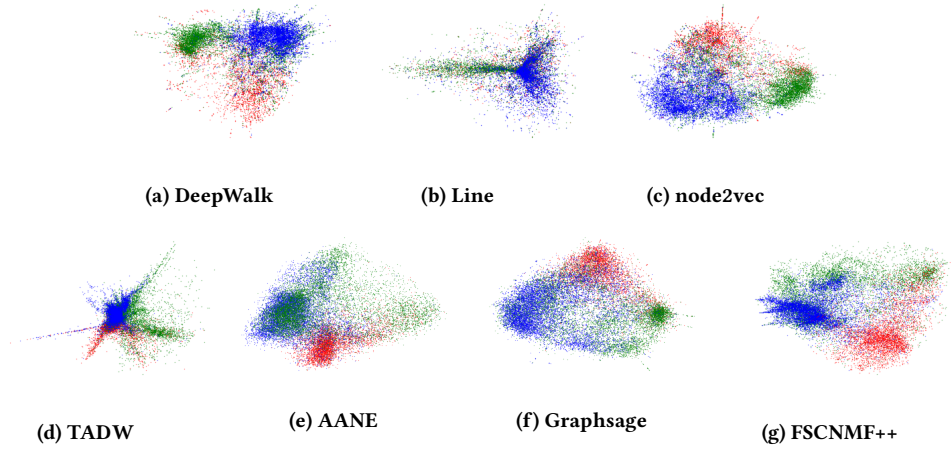 (a) DeepWalk
(b) Line
(c) node2vec
(d) TADW
(e) AANE
(f) Graphsage
(g) FSCNMF++